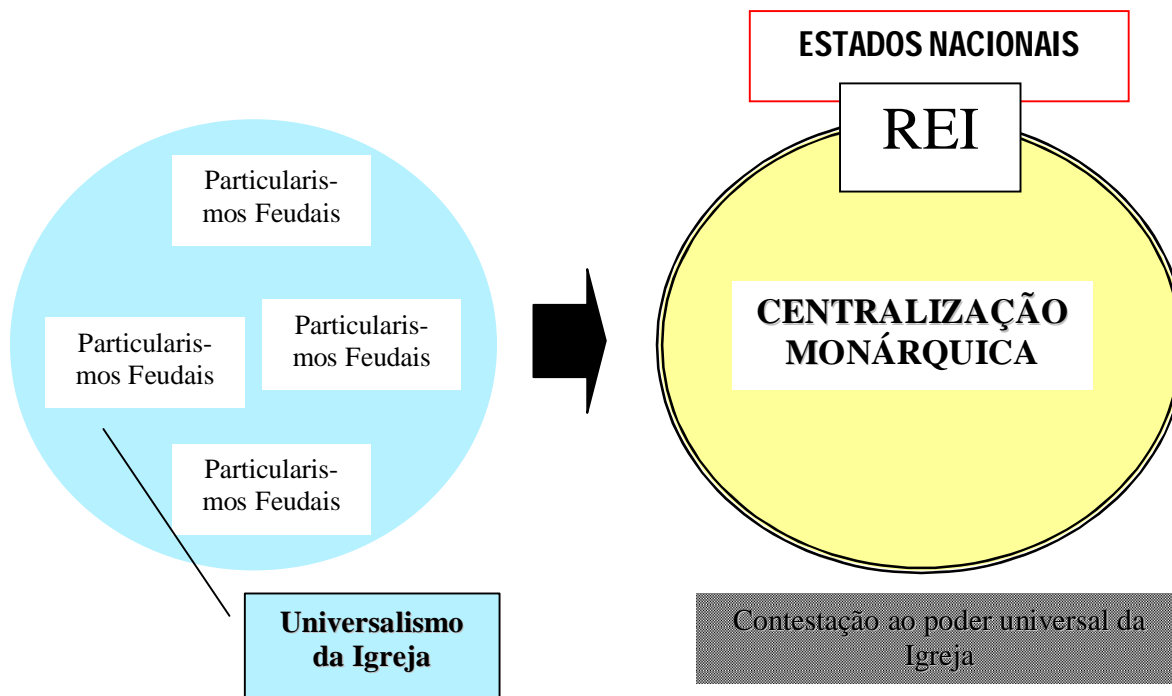 Particularis-
mos Feudais
Particularis-
mos Feudais
Particularis-
mos Feudais
Particularis-
mos Feudais
Universalismo
da Igreja
ESTADOS NACIONAIS
REI
CENTRALIZAÇÃO
MONÁRQUICA
Contestação ao poder universal da
Igreja